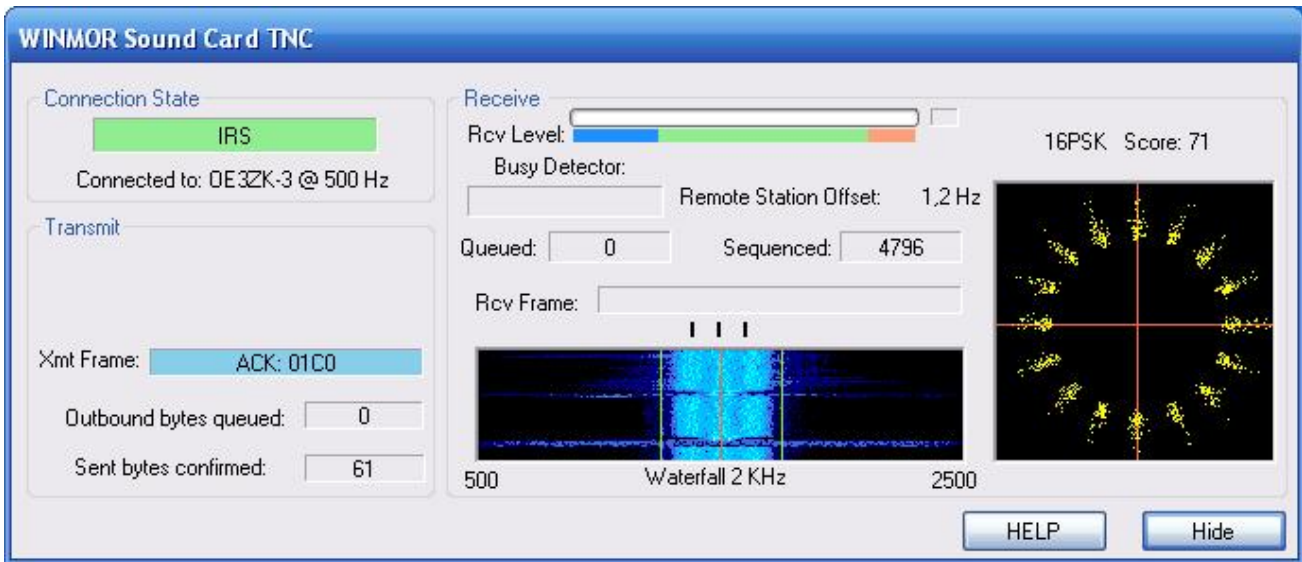 WINMOR Sound Card TNC
Connection State
IRS
Connected to: OE3ZK-3 @ 500 Hz
Transmit
Xmt Frame: ACK: 01C0
Outbound bytes queued: 0
Sent bytes confirmed: 61
Receive
Rcv Level:
16PSK Score: 71
Busy Detector:
Remote Station Offset: 1,2 Hz
Queued: 0 Sequenced: 4796
Rcv Frame:
500 Waterfall 2 KHz 2500
HELP Hide